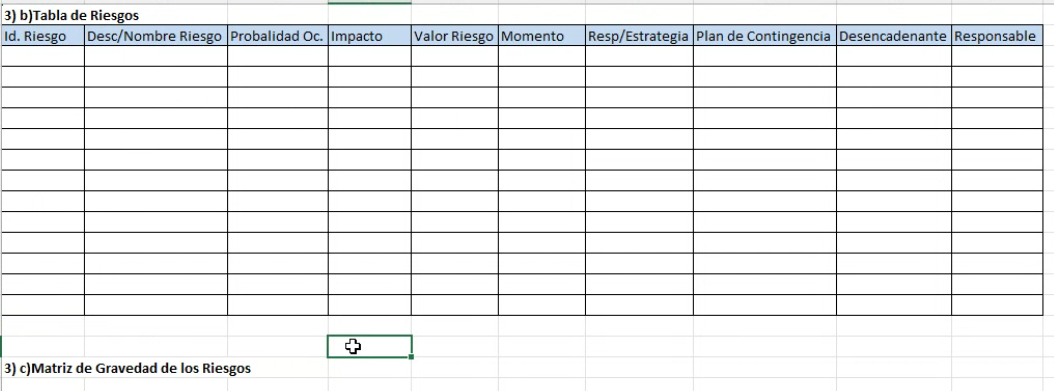 3) b)Tabla de Riesgos
Id. Riesgo Desc/Nombre Riesgo Probalidad Oc. Impacto Valor Riesgo Momento Resp/Estrategia Plan de Contingencia Desencadenante Responsable
3) c)Matriz de Gravedad de los Riesgos